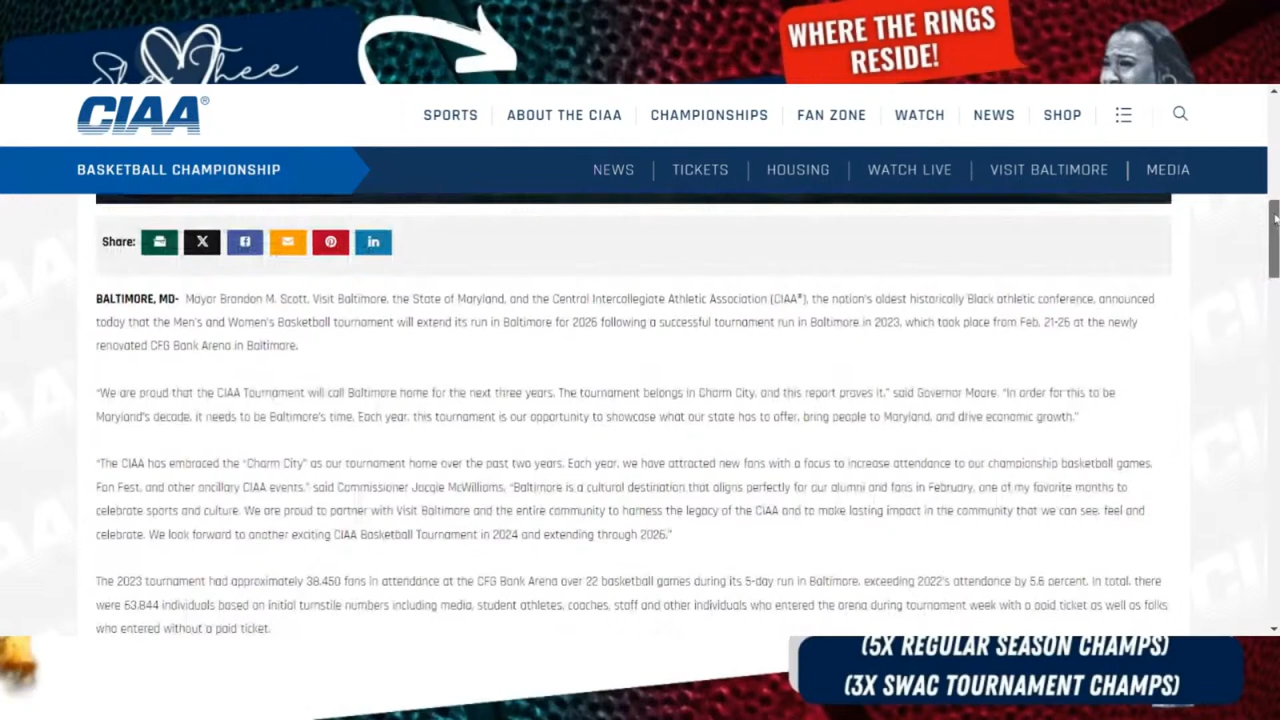 She Thee
WHERE THE RINGS
RESIDE!
CIAA®
SPORTS
ABOUT THE CIAA
CHAMPIONSHIPS
FAN ZONE
WATCH
NEWS
SHOP
BASKETBALL CHAMPIONSHIP
NEWS
TICKETS
HOUSING
WATCH LIVE
VISIT BALTIMORE
MEDIA
Share:
BALTIMORE, MD- Mayor Brandon M. Scott, Visit Baltimore, the State of Maryland, and the Central Intercollegiate Athletic Association (CIAA®), the nation's oldest historically Black athletic conference, announced
today that the Men's and Women's Basketball tournament will extend its run in Baltimore for 2026 following a successful tournament run in Baltimore in 2023, which took place from Feb. 21-26 at the newly
renovated CFG Bank Arena in Baltimore.
"We are proud that the CIAA Tournament will call Baltimore home for the next three years. The tournament belongs in Charm City, and this report proves it," said Governor Moore. "In order for this to be
Maryland's decade, it needs to be Baltimore's time. Each year, this tournament is our opportunity to showcase what our state has to offer, bring people to Maryland, and drive economic growth."
"The CIAA has embraced the "Charm City" as our tournament home over the past two years. Each year, we have attracted new fans with a focus to increase attendance to our championship basketball games,
Fan Fest, and other ancillary CIAA events," said Commissioner Jacqie McWilliams. "Baltimore is a cultural destination that aligns perfectly for our alumni and fans in February, one of my favorite months to
celebrate sports and culture. We are proud to partner with Visit Baltimore and the entire community to harness the legacy of the CIAA and to make lasting impact in the community that we can see, feel and
celebrate. We look forward to another exciting CIAA Basketball Tournament in 2024 and extending through 2026."
The 2023 tournament had approximately 38,450 fans in attendance at the CFG Bank Arena over 22 basketball games during its 5-day run in Baltimore, exceeding 2022's attendance by 5.6 percent. In total, there
were 63,844 individuals based on initial turnstile numbers including media, student athletes, coaches, staff and other individuals who entered the arena during tournament week with a paid ticket as well as folks
who entered without a paid ticket.
(5X REGULAR SEASON CHAMPS)
(3X SWAC TOURNAMENT CHAMPS)